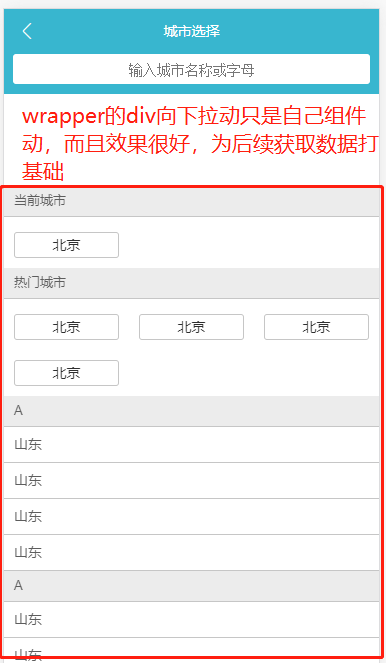 城市选择
输入城市名称或字母
wrapper的div向下拉动只是自己组件
动，而且效果很好，为后续获取数据打
基础
当前城市
北京
热门城市
北京 北京 北京
北京
A
山东
山东
山东
山东
A
山东
山东